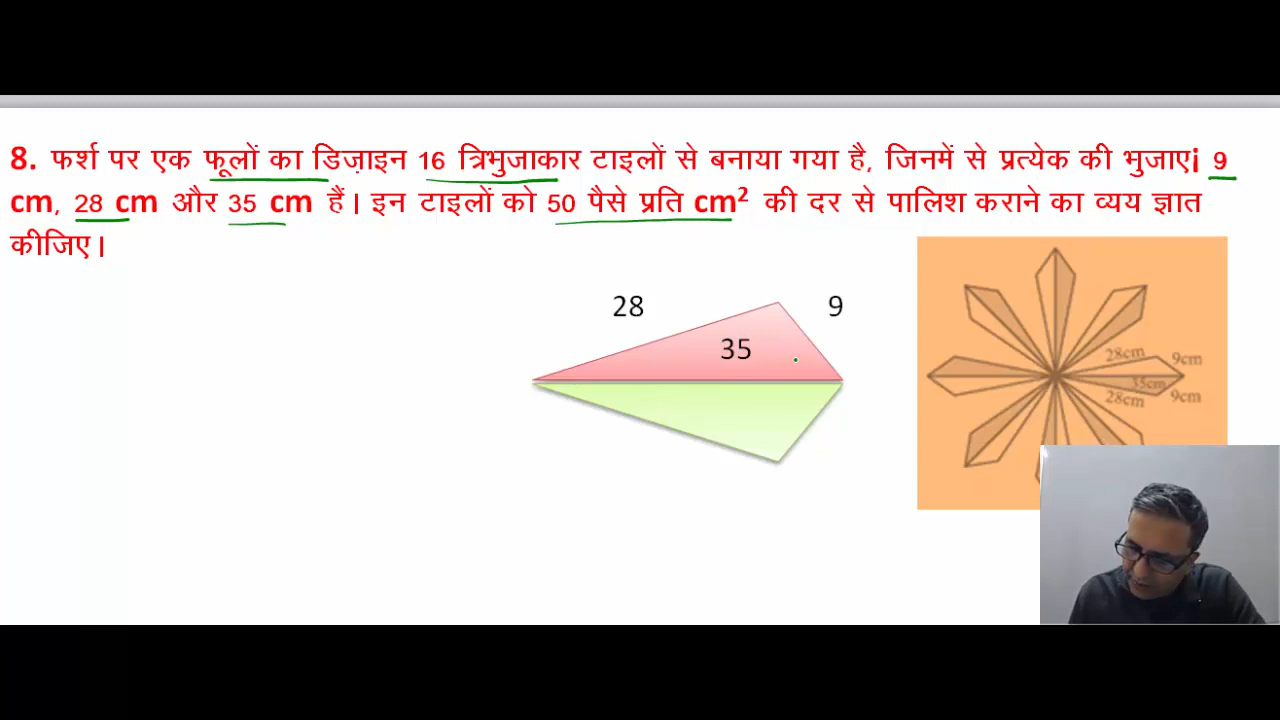 8. फर्श पर एक फूलों का डिज़ाइन 16 त्रिभुजाकार टाइलों से बनाया गया है, जिनमें से प्रत्येक की भुजाए¡ 9
cm, 28 cm और 35 cm हैं। इन टाइलों को 50 पैसे प्रति cm² की दर से पालिश कराने का व्यय ज्ञात
कीजिए।
28 9
35
28cm 9cm
35cm
28cm 9cm